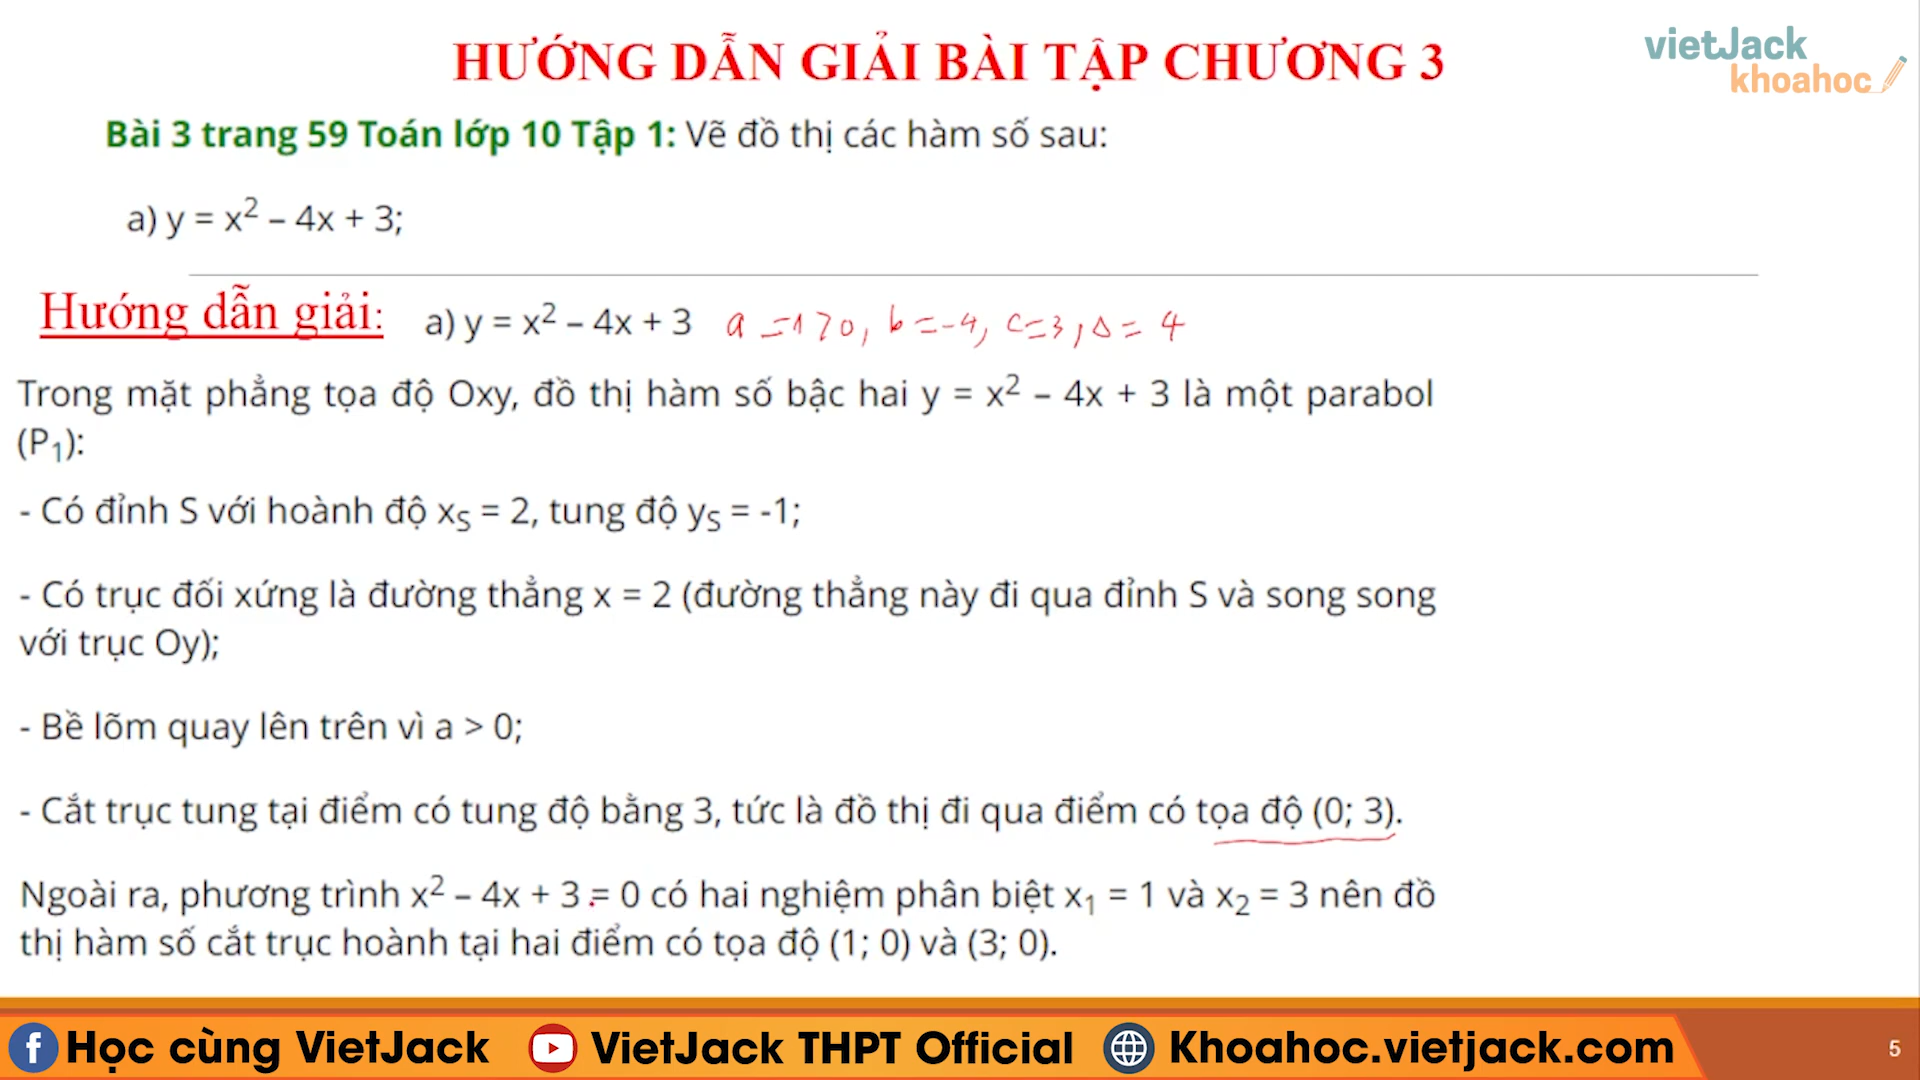 HƯỚNG DẪN GIẢI BÀI TẬP CHƯƠNG 3
vietJack
khoahoc
Bài 3 trang 59 Toán lớp 10 Tập 1: Vẽ đồ thị các hàm số sau:
a) y = x² – 4x + 3;
Hướng dẫn giải: a) y = x² – 4x + 3 a = 1 > 0, b = -4, c = 3, Δ = 4
Trong mặt phẳng tọa độ Oxy, đồ thị hàm số bậc hai y = x² – 4x + 3 là một parabol
(P₁):
- Có đỉnh S với hoành độ xS = 2, tung độ yS = -1;
- Có trục đối xứng là đường thẳng x = 2 (đường thẳng này đi qua đỉnh S và song song
với trục Oy);
- Bề lõm quay lên trên vì a > 0;
- Cắt trục tung tại điểm có tung độ bằng 3, tức là đồ thị đi qua điểm có tọa độ (0; 3).
Ngoài ra, phương trình x² – 4x + 3 = 0 có hai nghiệm phân biệt x₁ = 1 và x₂ = 3 nên đồ
thị hàm số cắt trục hoành tại hai điểm có tọa độ (1; 0) và (3; 0).
Học cùng VietJack VietJack THPT Official Khoahoc.vietjack.com 5